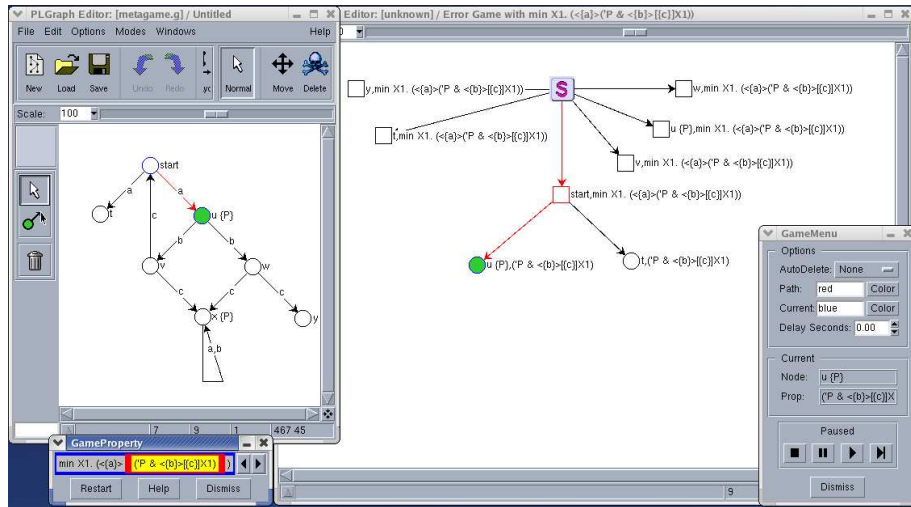 PLGraph Editor: [metagame.g] / Untitled
File Edit Options Modes Windows Help
New Load Save Undo Redo yc Normal Move Delete
Scale: 100
start
a
a
t
u {P}
c
b
b
v
w
c
c
c
x {P}
y
a,b
7 9 1 467 45
Editor: [unknown] / Error Game with min X1. (<{a}>('P & <{b}>[{c}]X1))
S
y,min X1. (<{a}>('P & <{b}>[{c}]X1))
w,min X1. (<{a}>('P & <{b}>[{c}]X1))
t,min X1. (<{a}>('P & <{b}>[{c}]X1))
u {P},min X1. (<{a}>('P & <{b}>[{c}]X1))
v,min X1. (<{a}>('P & <{b}>[{c}]X1))
start,min X1. (<{a}>('P & <{b}>[{c}]X1))
u {P},('P & <{b}>[{c}]X1)
t,('P & <{b}>[{c}]X1)
9
GameMenu
Options
AutoDelete: None
Path: red Color
Current: blue Color
Delay Seconds: 0.00
Current
Node: u {P}
Prop: ('P & <{b}>[{c}]X
Paused
Dismiss
GameProperty
min X1. (<{a}> ('P & <{b}>[{c}]X1) )
Restart Help Dismiss